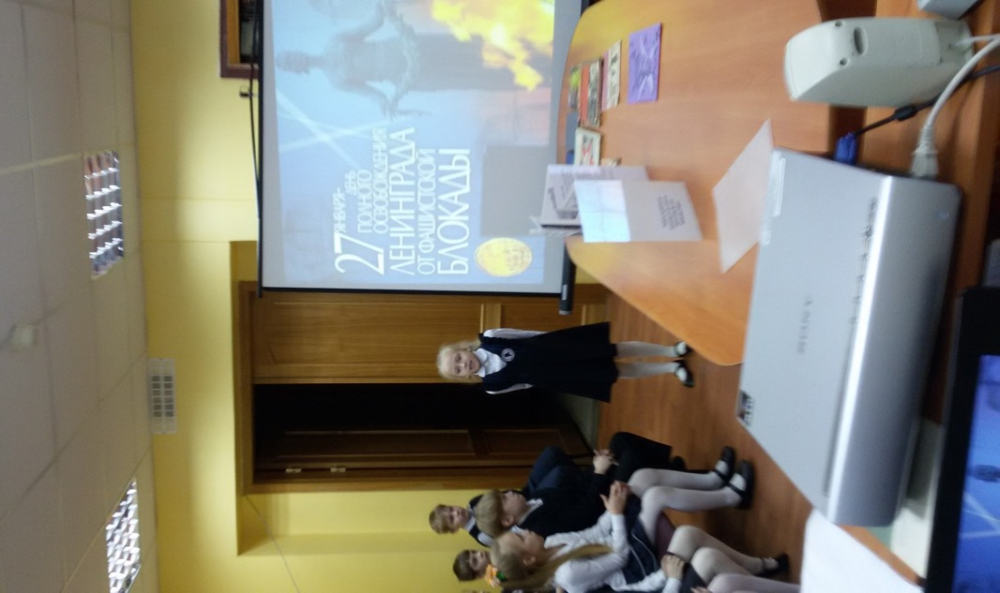 27 ЯНВАРЯ-
ДЕНЬ
ПОЛНОГО
ОСВОБОЖДЕНИЯ
ЛЕНИНГРАДА
ОТ ФАШИСТСКОЙ
БЛОКАДЫ